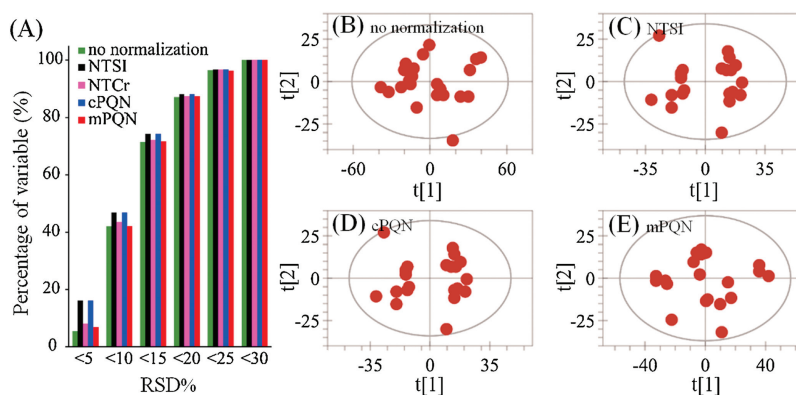 (A)
no normalization
NTSI
NTCr
cPQN
mPQN
Percentage of variable (%)
100
80
60
40
20
0
<5 <10 <15 <20 <25 <30
RSD%
(B) no normalization
t[2]
25
0
-25
-60 0 60
t[1]
(C) NTSI
t[2]
25
0
-25
-35 0 35
t[1]
(D) cPQN
t[2]
25
0
-25
-35 0 35
t[1]
(E) mPQN
t[2]
25
0
-25
-40 0 40
t[1]